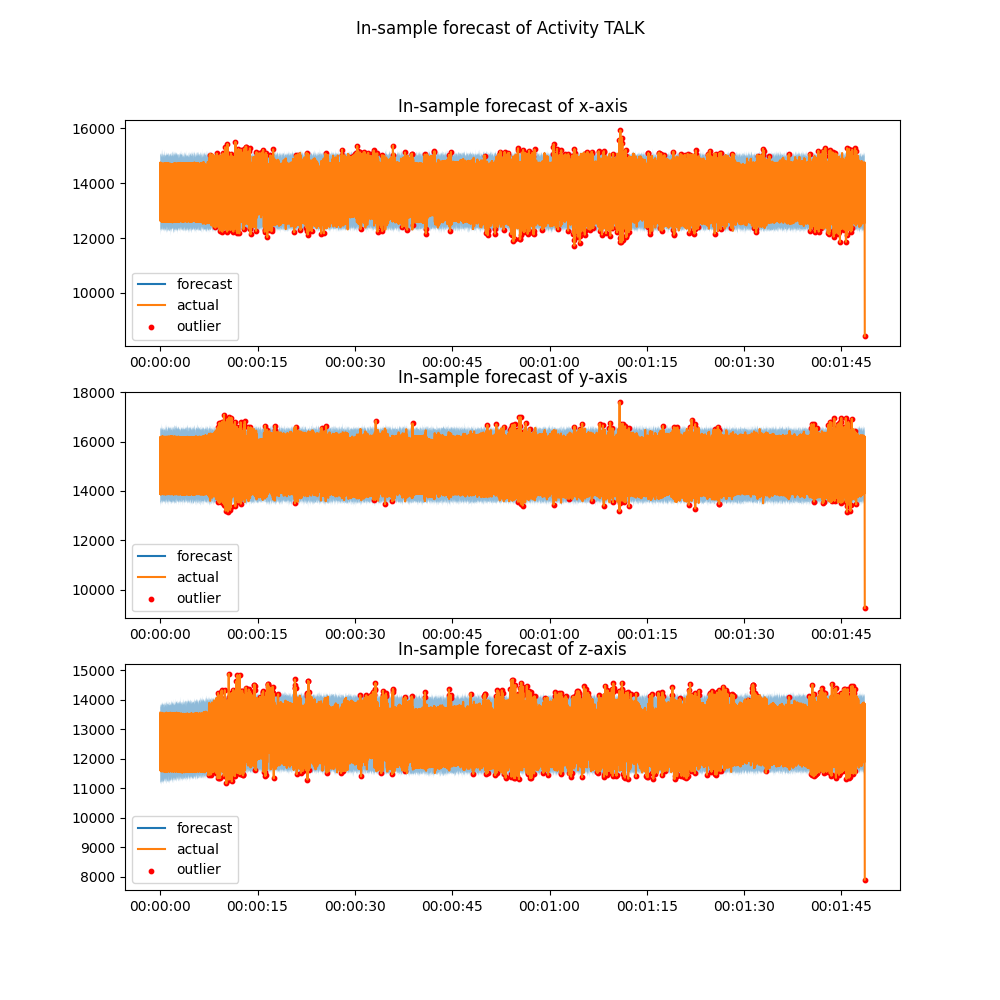 In-sample forecast of Activity TALK
In-sample forecast of x-axis
16000
14000
12000
10000
forecast
actual
outlier
00:00:00 00:00:15 00:00:30 00:00:45 00:01:00 00:01:15 00:01:30 00:01:45
In-sample forecast of y-axis
18000
16000
14000
12000
10000
forecast
actual
outlier
00:00:00 00:00:15 00:00:30 00:00:45 00:01:00 00:01:15 00:01:30 00:01:45
In-sample forecast of z-axis
15000
14000
13000
12000
11000
10000
9000
8000
forecast
actual
outlier
00:00:00 00:00:15 00:00:30 00:00:45 00:01:00 00:01:15 00:01:30 00:01:45